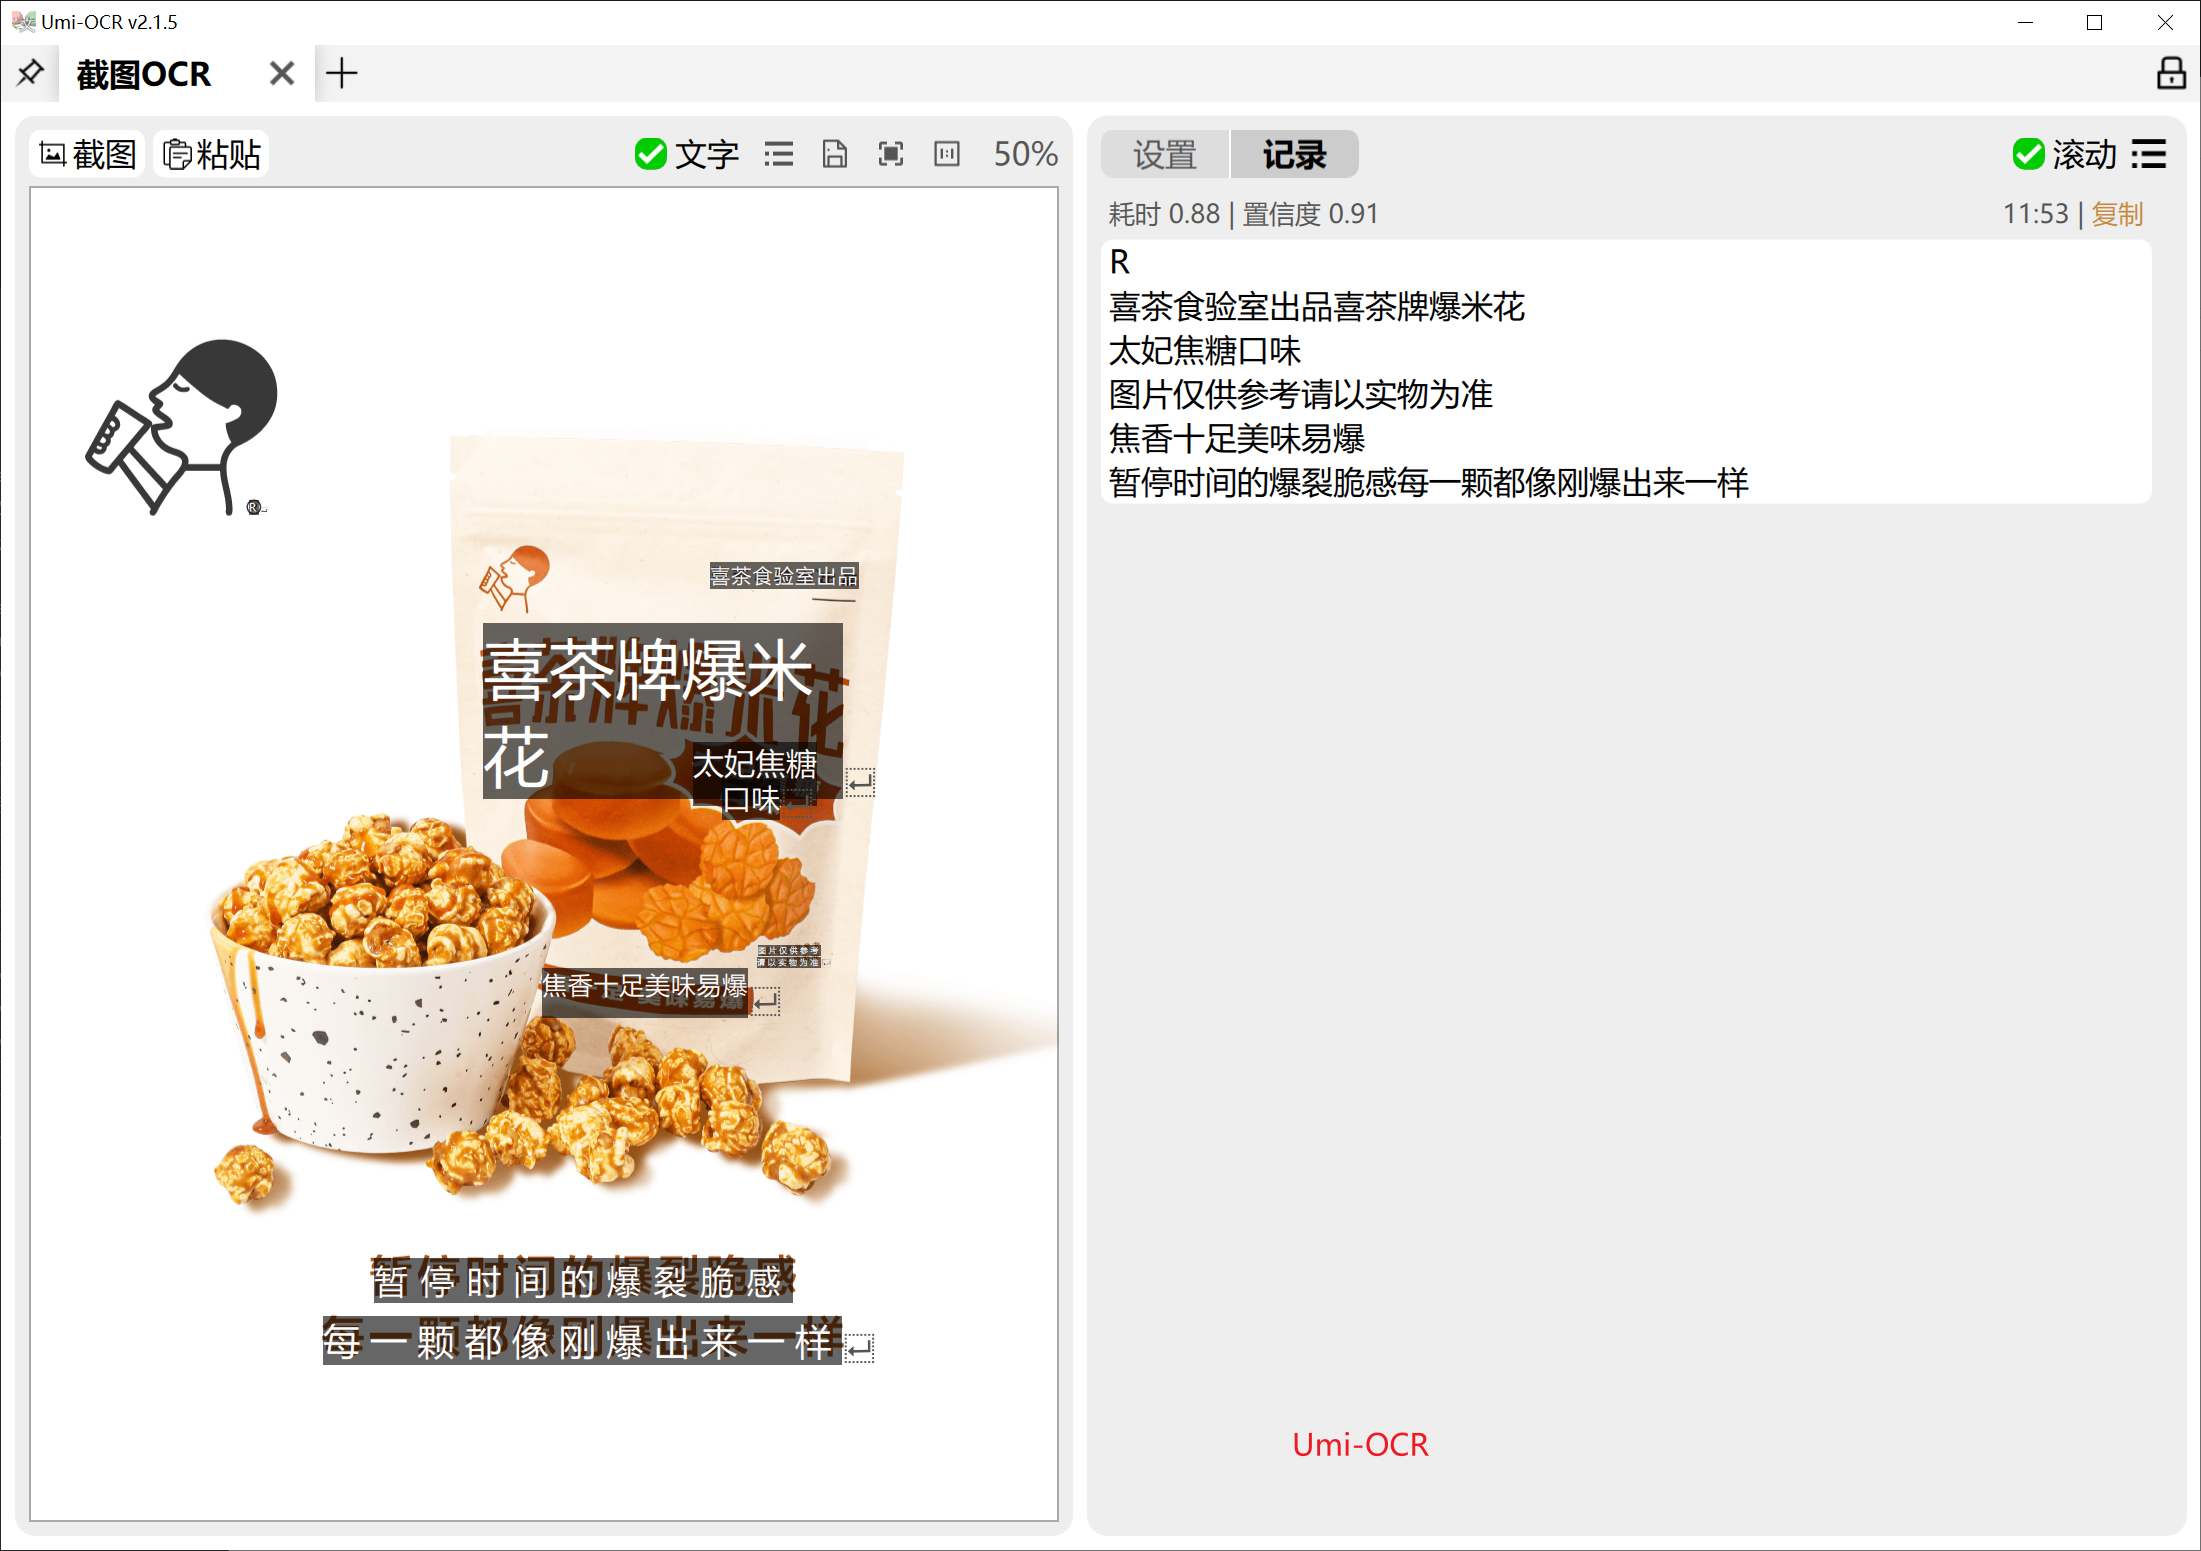 Umi-OCR v2.1.5
截图OCR
截图 粘贴 文字 50%
设置 记录 滚动
耗时 0.88 | 置信度 0.91 11:53 | 复制
R
喜茶食验室出品喜茶牌爆米花
太妃焦糖口味
图片仅供参考请以实物为准
焦香十足美味易爆
暂停时间的爆裂脆感每一颗都像刚爆出来一样
®
喜茶食验室出品
喜茶牌爆米
花
太妃焦糖
口味
图片仅供参考
请以实物为准
焦香十足美味易爆
暂停时间的爆裂脆感
每一颗都像刚爆出来一样
Umi-OCR